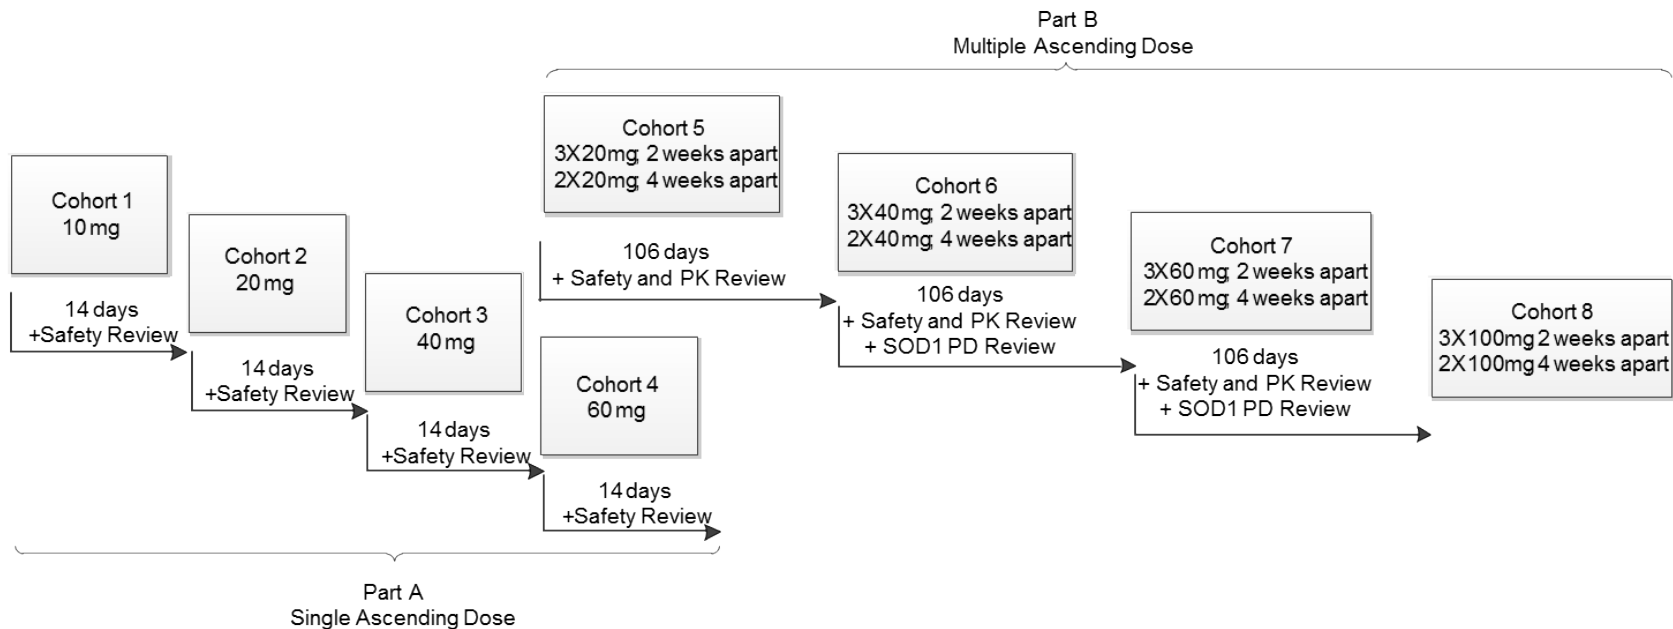 Part B
Multiple Ascending Dose
Cohort 5
3X20mg; 2 weeks apart
2X20mg; 4 weeks apart
Cohort 1
10 mg
Cohort 6
3X40mg; 2 weeks apart
2X40mg; 4 weeks apart
Cohort 2
20 mg
106 days
+ Safety and PK Review
Cohort 7
3X60 mg; 2 weeks apart
2X60 mg; 4 weeks apart
14 days
+Safety Review
Cohort 3
40 mg
106 days
+ Safety and PK Review
+ SOD1 PD Review
Cohort 8
3X100mg 2 weeks apart
2X100mg 4 weeks apart
14 days
+Safety Review
Cohort 4
60 mg
106 days
+ Safety and PK Review
+ SOD1 PD Review
14 days
+Safety Review
14 days
+Safety Review
Part A
Single Ascending Dose